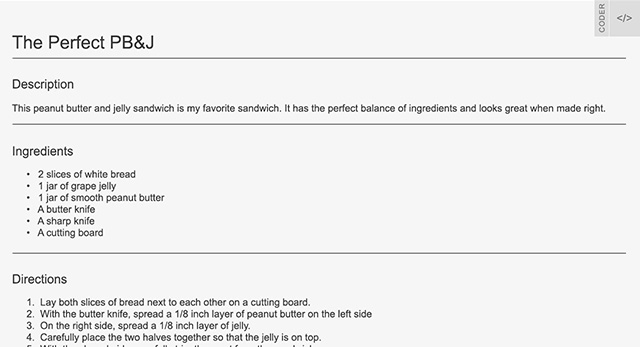 CODER
</>
The Perfect PB&J
Description
This peanut butter and jelly sandwich is my favorite sandwich. It has the perfect balance of ingredients and looks great when made right.
Ingredients
• 2 slices of white bread
• 1 jar of grape jelly
• 1 jar of smooth peanut butter
• A butter knife
• A sharp knife
• A cutting board
Directions
1. Lay both slices of bread next to each other on a cutting board.
2. With the butter knife, spread a 1/8 inch layer of peanut butter on the left side
3. On the right side, spread a 1/8 inch layer of jelly.
4. Carefully place the two halves together so that the jelly is on top.